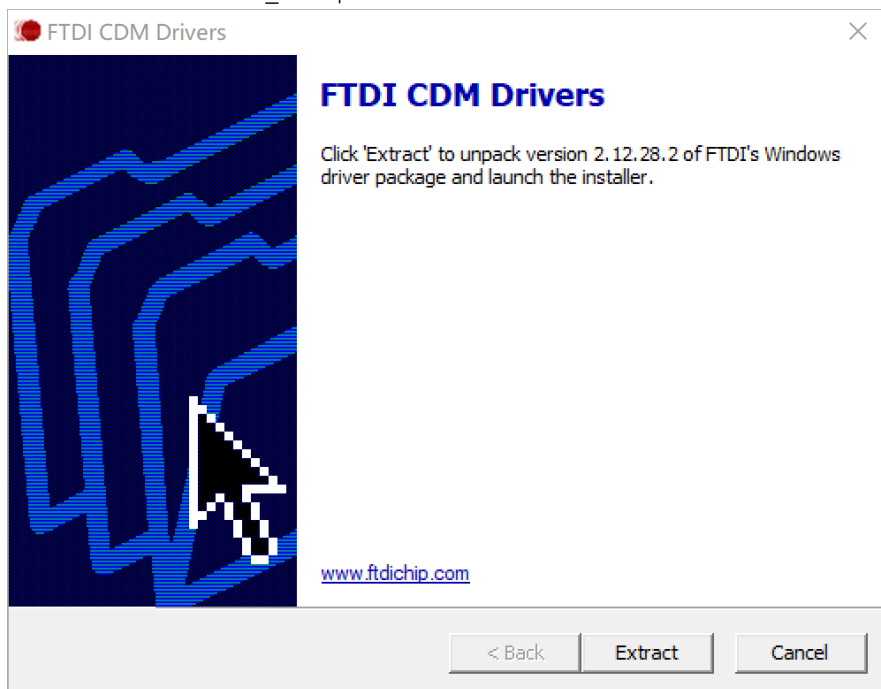 FTDI CDM Drivers
FTDI CDM Drivers
Click 'Extract' to unpack version 2.12.28.2 of FTDI's Windows
driver package and launch the installer.
www.ftdichip.com
< Back
Extract
Cancel